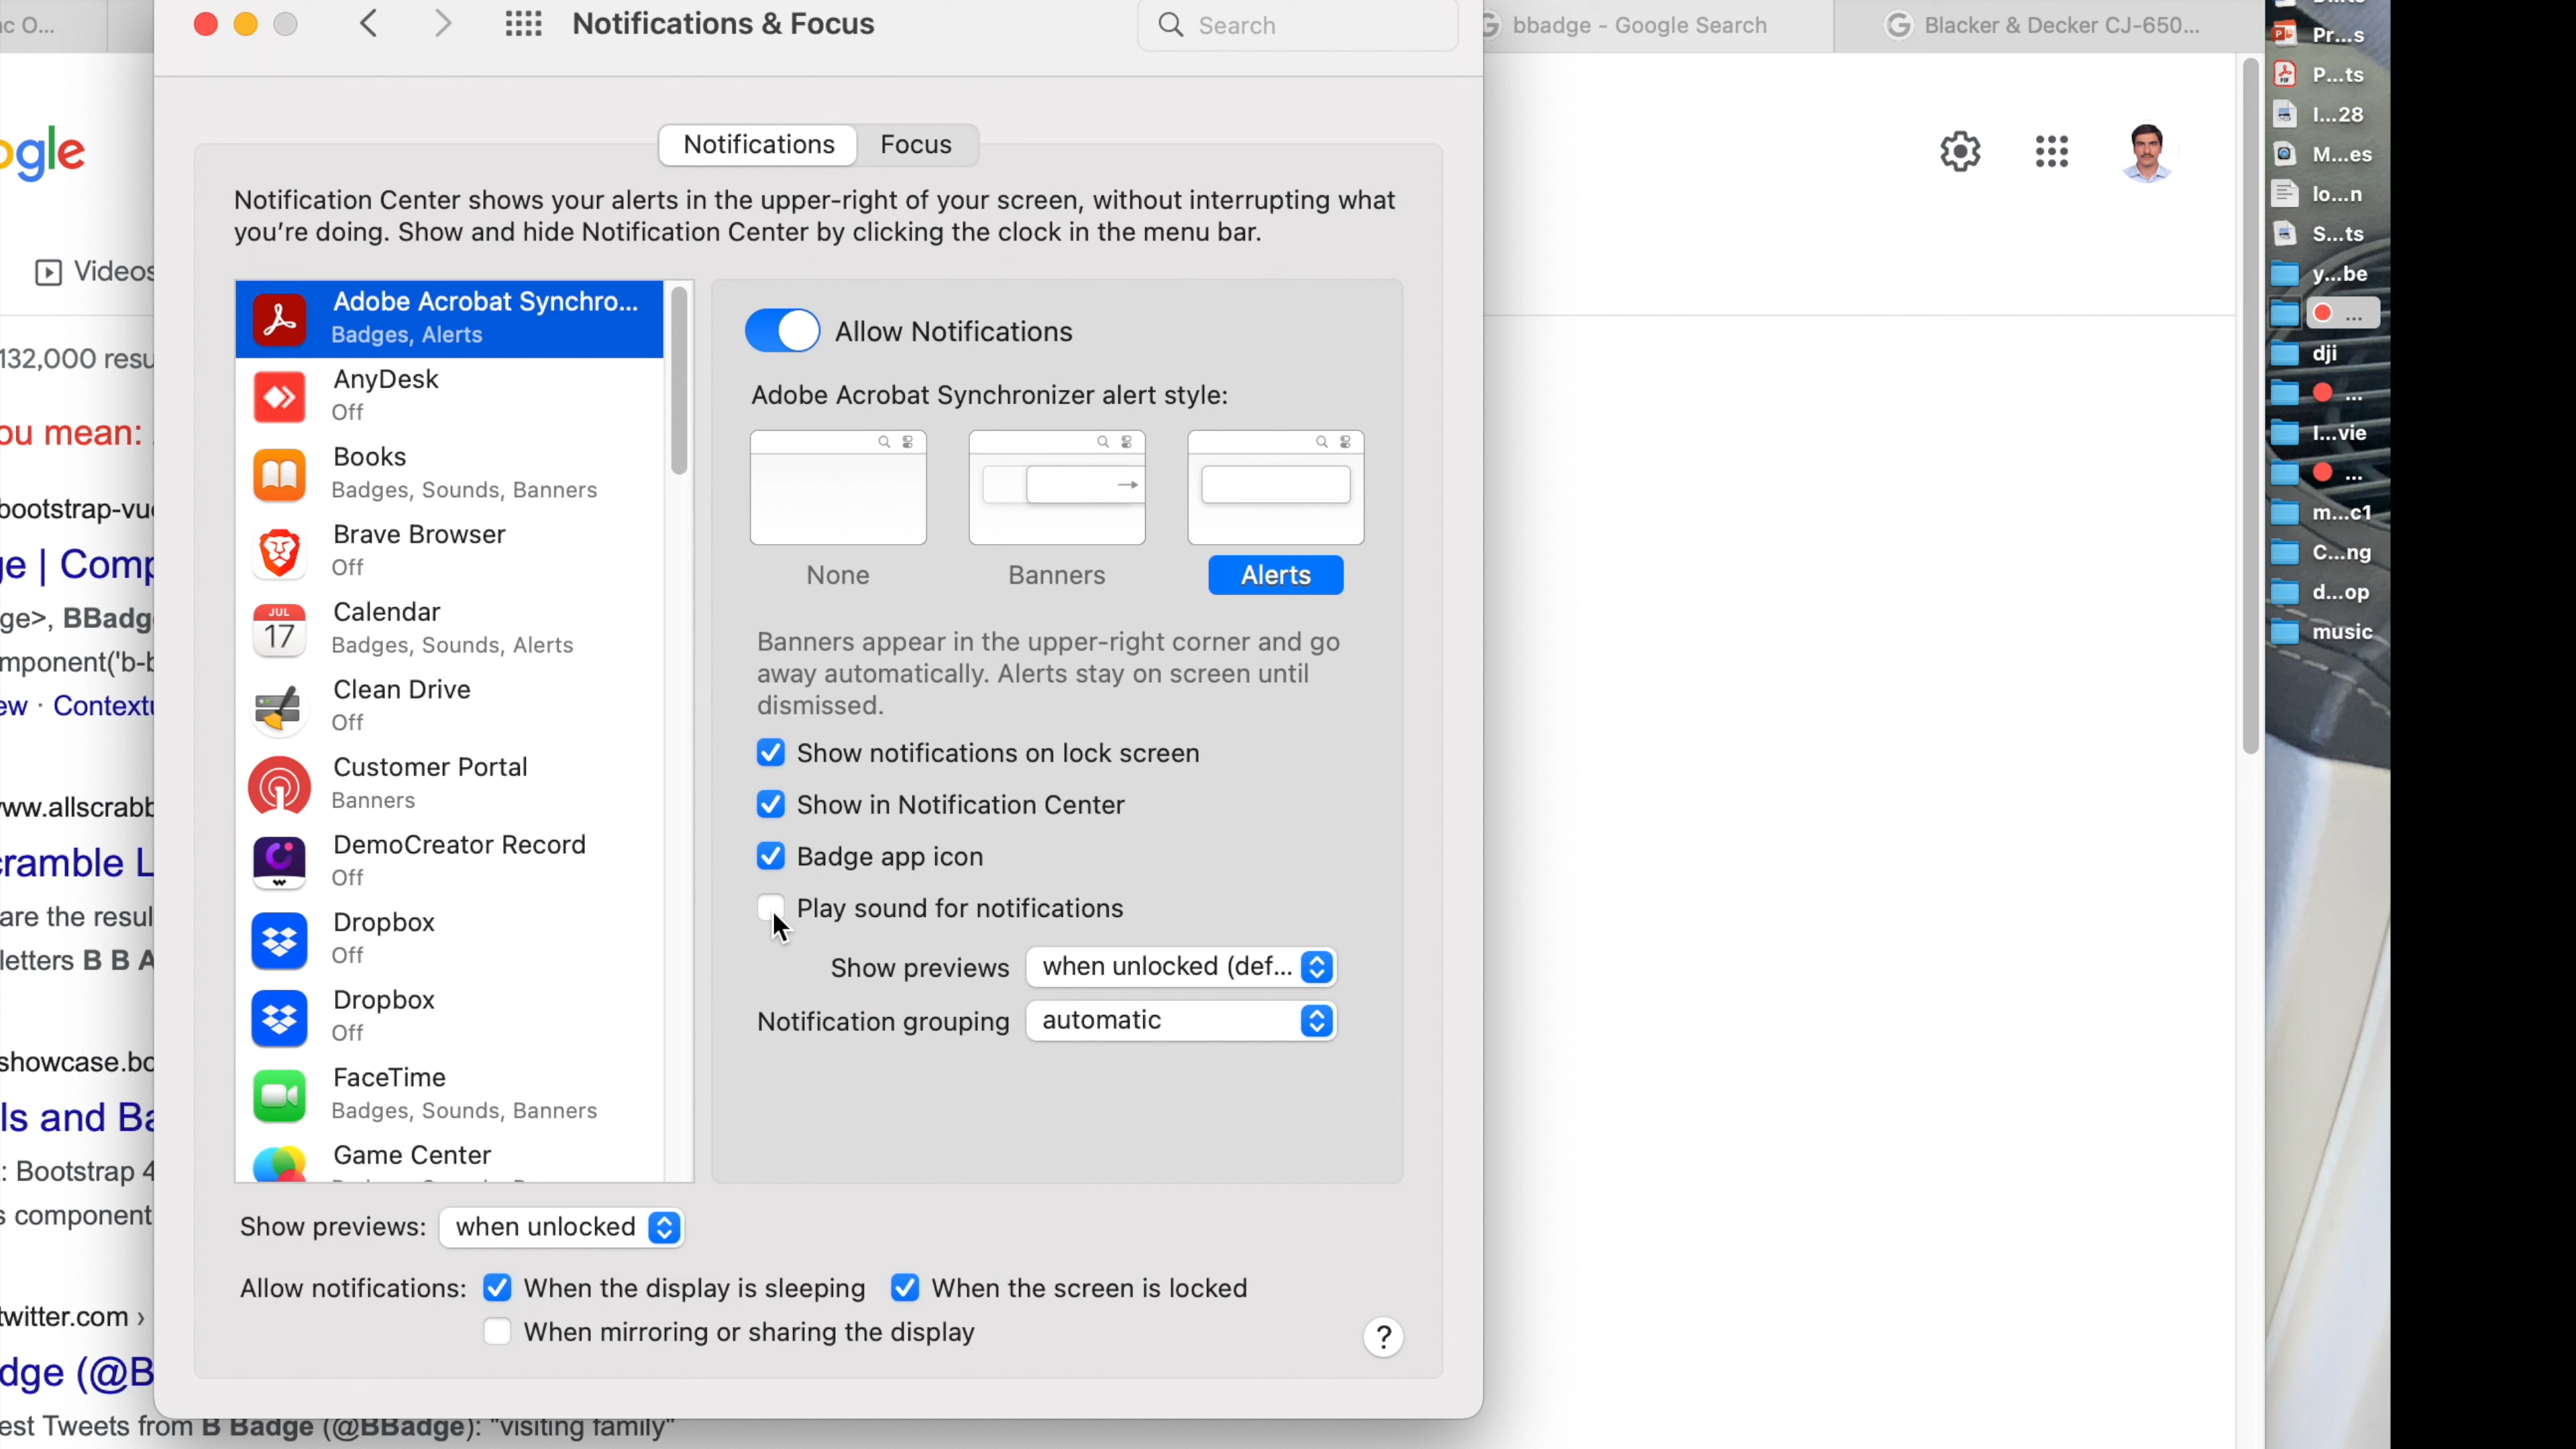 c O...
Notifications & Focus
Search
bbadge - Google Search
Blacker & Decker CJ-650...
Notifications
Focus
Notification Center shows your alerts in the upper-right of your screen, without interrupting what
you're doing. Show and hide Notification Center by clicking the clock in the menu bar.
Adobe Acrobat Synchro...
Badges, Alerts
AnyDesk
Off
Books
Badges, Sounds, Banners
Brave Browser
Off
Calendar
JUL
17
Badges, Sounds, Alerts
Clean Drive
Off
Customer Portal
Banners
DemoCreator Record
Off
Dropbox
Off
Dropbox
Off
FaceTime
Badges, Sounds, Banners
Game Center
Allow Notifications
Adobe Acrobat Synchronizer alert style:
None
Banners
Alerts
Banners appear in the upper-right corner and go
away automatically. Alerts stay on screen until
dismissed.
Show notifications on lock screen
Show in Notification Center
Badge app icon
Play sound for notifications
Show previews
when unlocked (def...
Notification grouping
automatic
Show previews:
when unlocked
Allow notifications:
When the display is sleeping
When the screen is locked
When mirroring or sharing the display
?
ogle
Videos
132,000 resu
ou mean:
bootstrap-vu
ge | Comp
ge>, BBadg
mponent('b-b
ew · Contextu
ww.allscrabb
cramble L
are the resul
letters B B A
showcase.bo
ls and Ba
: Bootstrap 4
s component
twitter.com ›
dge (@B
est Tweets from B Badge (@BBadge): "visiting family"
Pr...s
P...ts
I...28
M...es
lo...n
S...ts
y...be
...
dji
...
I...vie
...
m...c1
C...ng
d...op
music